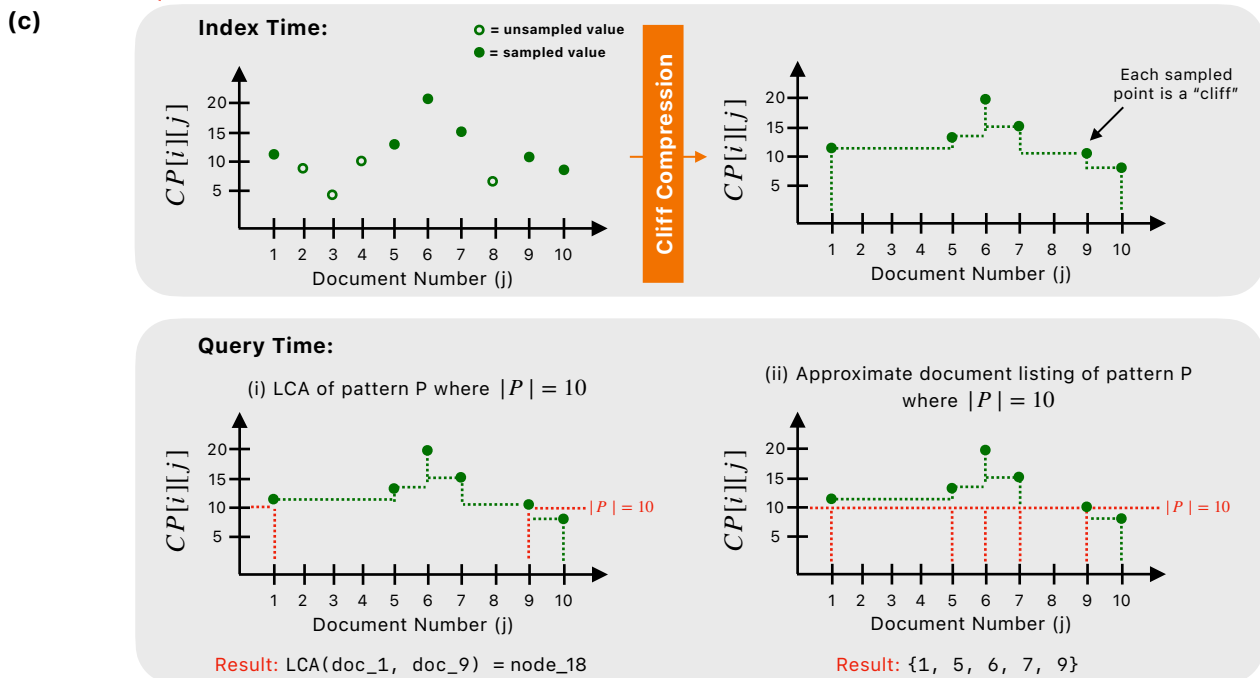 (c)
Index Time:
= unsampled value
= sampled value
CP[i][j]
20
15
10
5
1 2 3 4 5 6 7 8 9 10
Document Number (j)
Cliff Compression
Each sampled
point is a “cliff”
CP[i][j]
20
15
10
5
1 2 3 4 5 6 7 8 9 10
Document Number (j)
Query Time:
(i) LCA of pattern P where |P| = 10
CP[i][j]
20
15
10
5
|P| = 10
1 2 3 4 5 6 7 8 9 10
Document Number (j)
Result: LCA(doc_1, doc_9) = node_18
(ii) Approximate document listing of pattern P
where |P| = 10
CP[i][j]
20
15
10
5
|P| = 10
1 2 3 4 5 6 7 8 9 10
Document Number (j)
Result: {1, 5, 6, 7, 9}